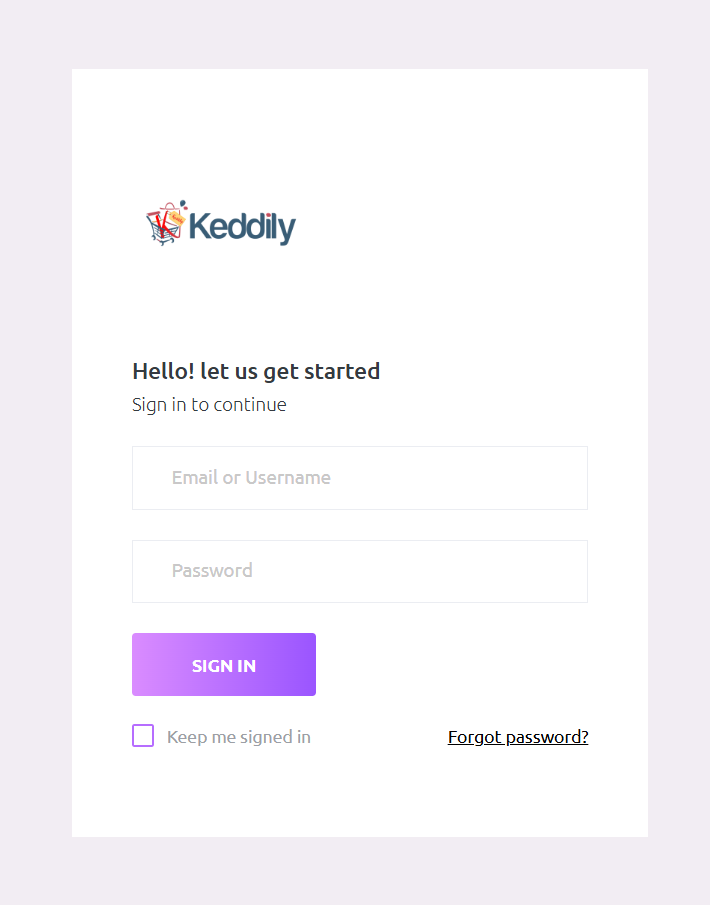 Keddily
Hello! let us get started
Sign in to continue
Email or Username
Password
SIGN IN
Keep me signed in
Forgot password?